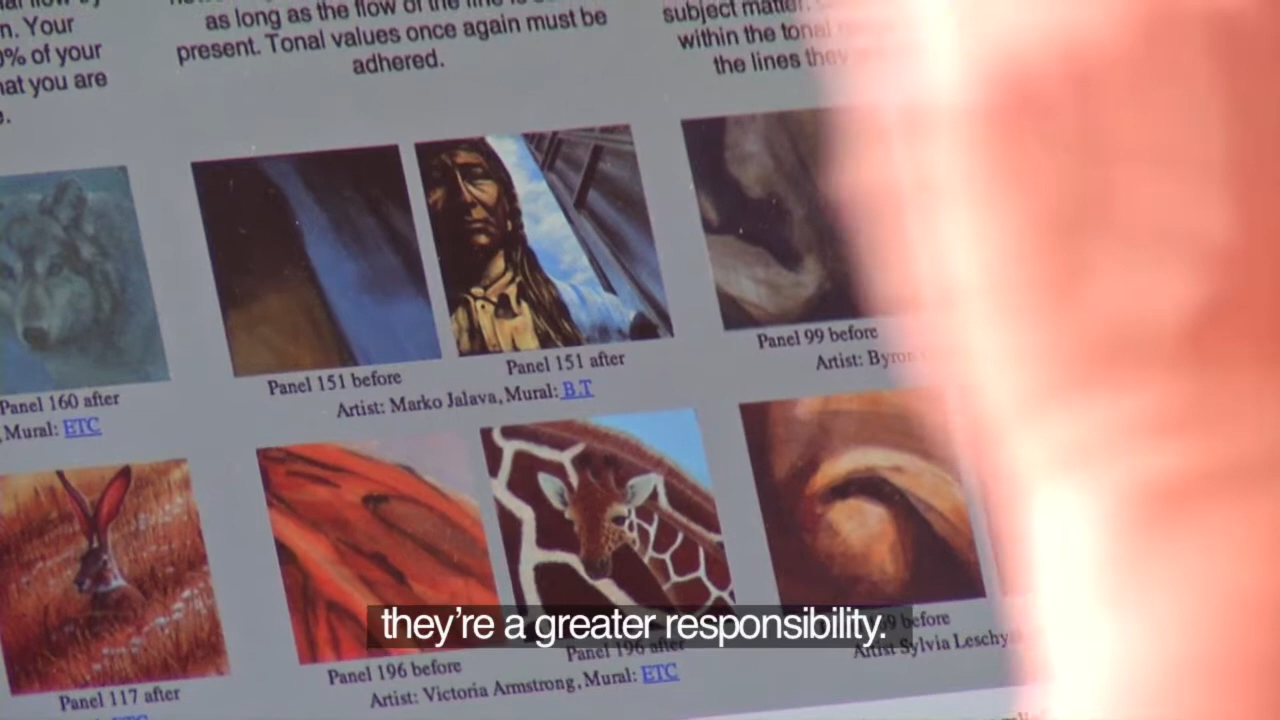 n. Your
% of your
at you are
e.
as long as the flow of the line is
present. Tonal values once again must be
adhered.
subject matter.
within the tonal
the lines they
Panel 160 after
, Mural: ETC
Panel 151 before
Panel 151 after
Artist: Marko Jalava, Mural: B.T
Panel 99 before
Artist: Byron
Panel 117 after
Panel 196 before
Panel 196 after
Artist: Victoria Armstrong, Mural: ETC
before
Artist Sylvia Leschy
they're a greater responsibility.